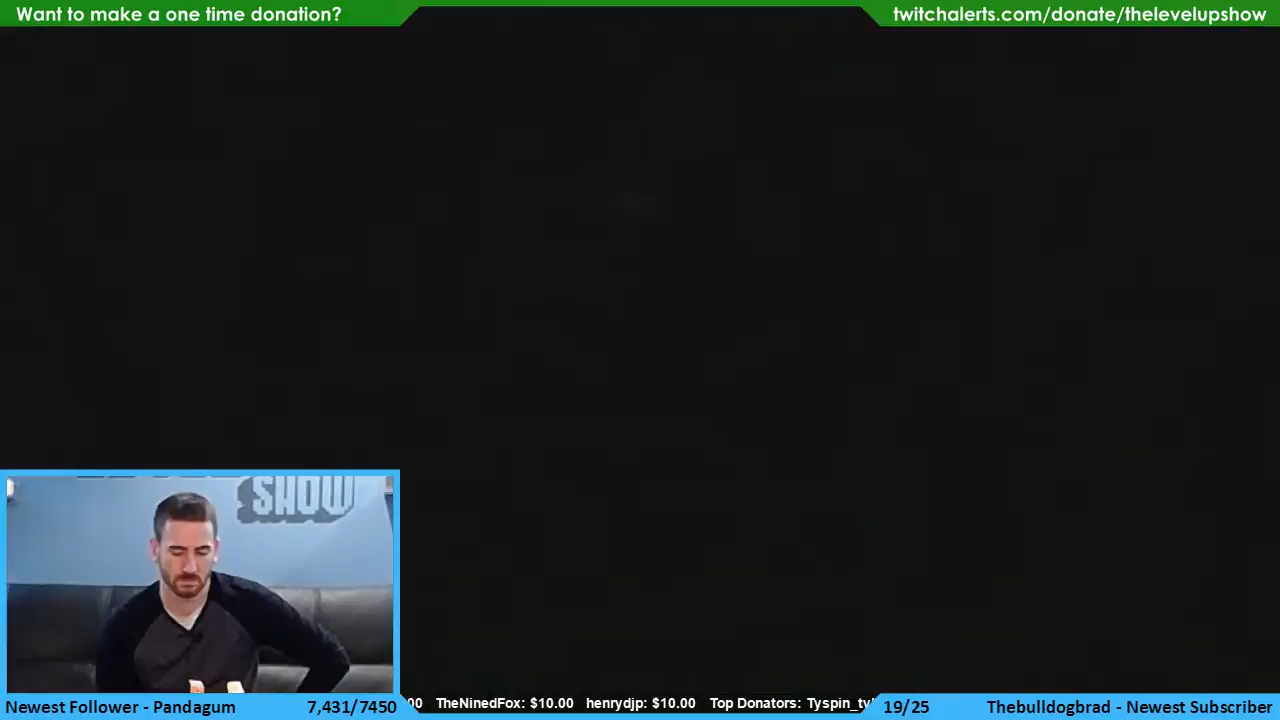 Want to make a one time donation?
twitchalerts.com/donate/thelevelupshow
SHOW
Newest Follower - Pandagum
7,431/7450
00 TheNinedFox: $10.00 henrydjp: $10.00 Top Donators:
19/25
Thebulldogbrad - Newest Subscriber